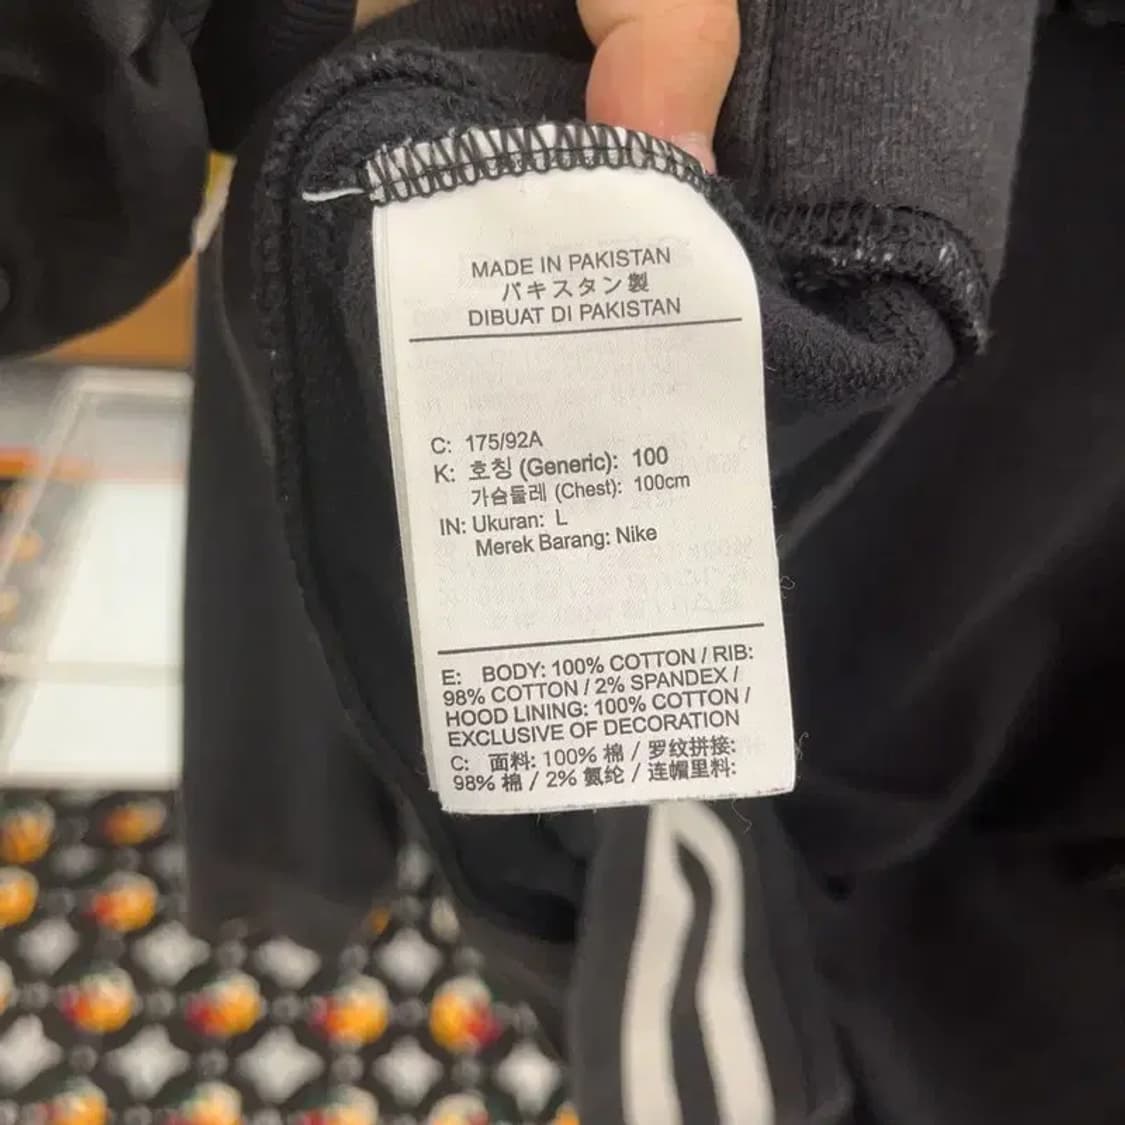 MADE IN PAKISTAN
パキスタン製
DIBUAT DI PAKISTAN
C: 175/92A
K: 호칭 (Generic): 100
가슴둘레 (Chest): 100cm
IN: Ukuran: L
Merek Barang: Nike
E: BODY: 100% COTTON / RIB:
98% COTTON / 2% SPANDEX /
HOOD LINING: 100% COTTON /
EXCLUSIVE OF DECORATION
C: 面料: 100% 棉 / 罗纹拼接:
98% 棉 / 2% 氨纶 / 连帽里料: